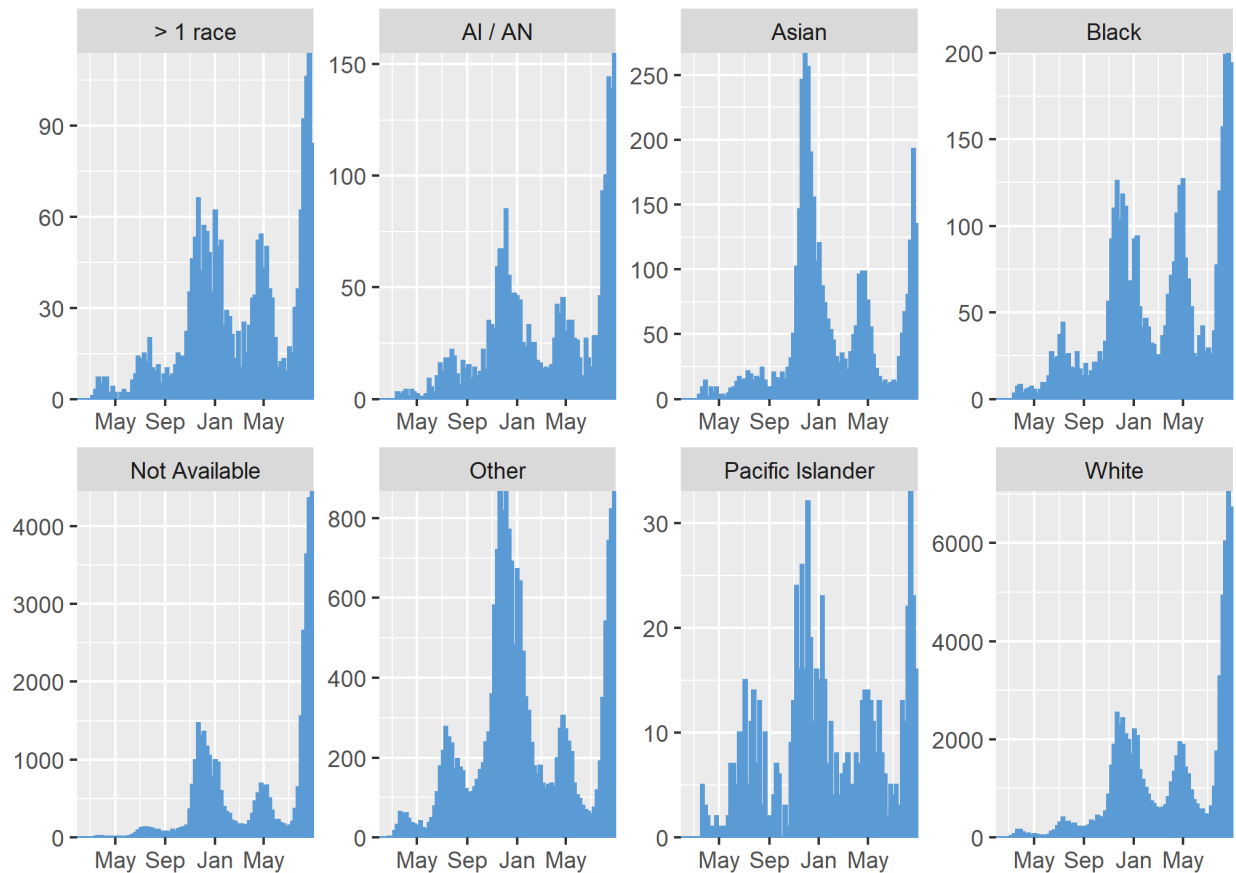 > 1 race
AI / AN
Asian
Black
90
60
30
0
150
100
50
0
250
200
150
100
50
0
200
150
100
50
0
May Sep Jan May
May Sep Jan May
May Sep Jan May
May Sep Jan May
Not Available
Other
Pacific Islander
White
4000
3000
2000
1000
0
800
600
400
200
0
30
20
10
0
6000
4000
2000
0
May Sep Jan May
May Sep Jan May
May Sep Jan May
May Sep Jan May